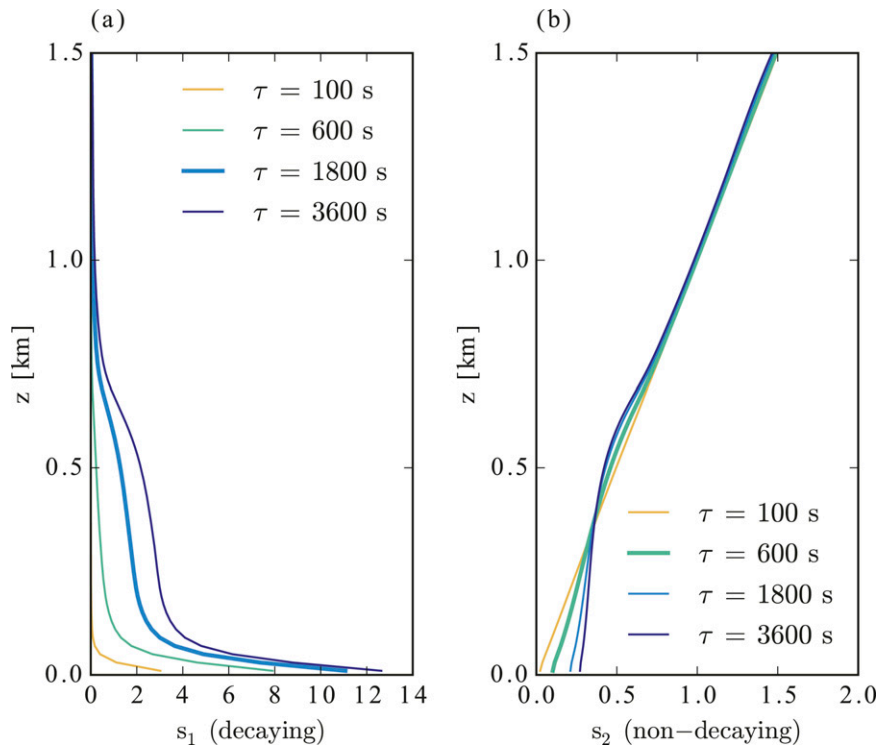 (a)
1.5
1.0
0.5
0.0
z [km]
τ = 100 s
τ = 600 s
τ = 1800 s
τ = 3600 s
0 2 4 6 8 10 12 14
s₁ (decaying)
(b)
1.5
1.0
0.5
0.0
z [km]
τ = 100 s
τ = 600 s
τ = 1800 s
τ = 3600 s
0.0 0.5 1.0 1.5 2.0
s₂ (non−decaying)